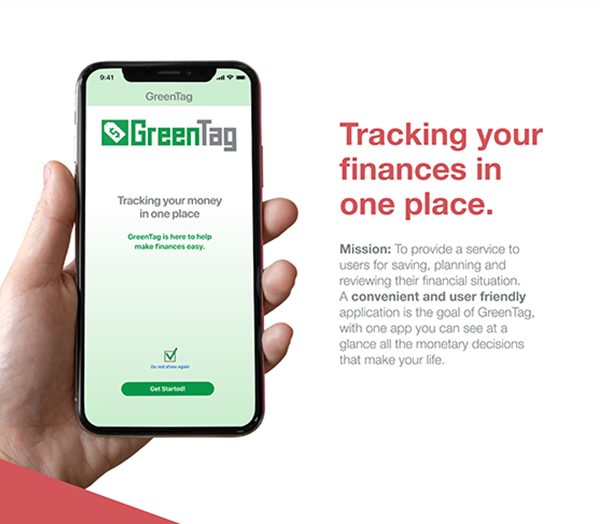 9:41
GreenTag
GreenTag
Tracking your money
in one place
GreenTag is here to help
make finances easy.
Do not share again
Get Started!
Tracking your
finances in
one place.
Mission: To provide a service to
users for saving, planning and
reviewing their financial situation.
A convenient and user friendly
application is the goal of GreenTag,
with one app you can see at a
glance all the monetary decisions
that make your life.